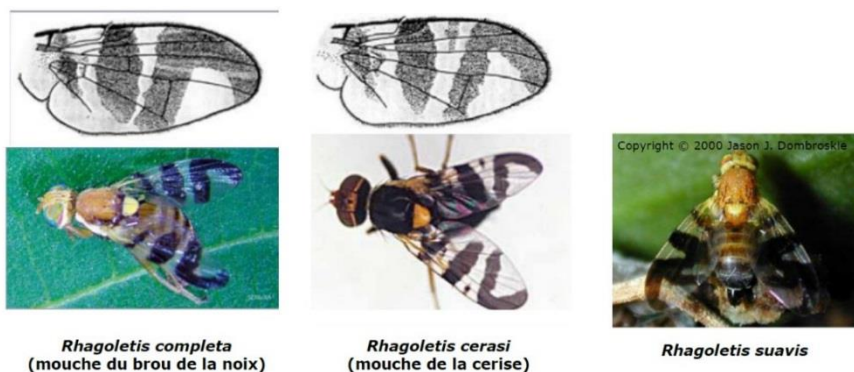 Copyright © 2000 Jason J. Dombroskie
Rhagoletis completa
(mouche du brou de la noix)
Rhagoletis cerasi
(mouche de la cerise)
Rhagoletis suavis